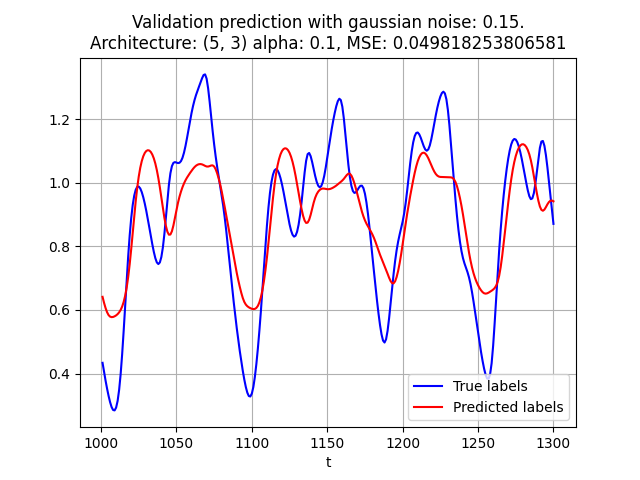 Validation prediction with gaussian noise: 0.15.
Architecture: (5, 3) alpha: 0.1, MSE: 0.049818253806581
1.2
1.0
0.8
0.6
0.4
True labels
Predicted labels
1000 1050 1100 1150 1200 1250 1300
t